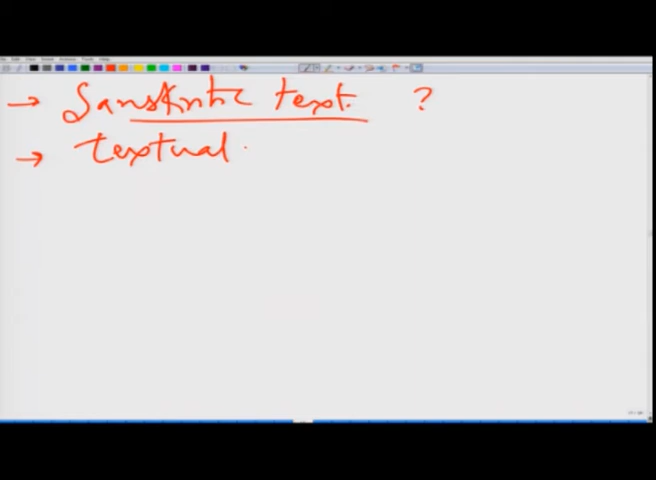 → Sanskritic text. ?
→ textual